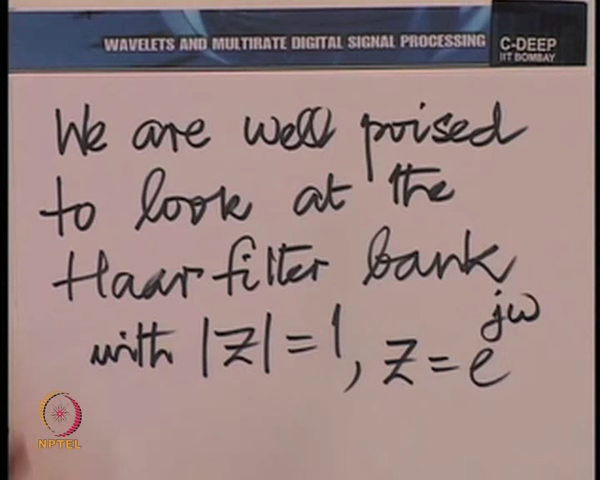 WAVELETS AND MULTIRATE DIGITAL SIGNAL PROCESSING
C-DEEP
IIT BOMBAY
We are well poised
to look at the
Haar filter bank
with |Z| = 1, Z = e^{jω}
NPTEL